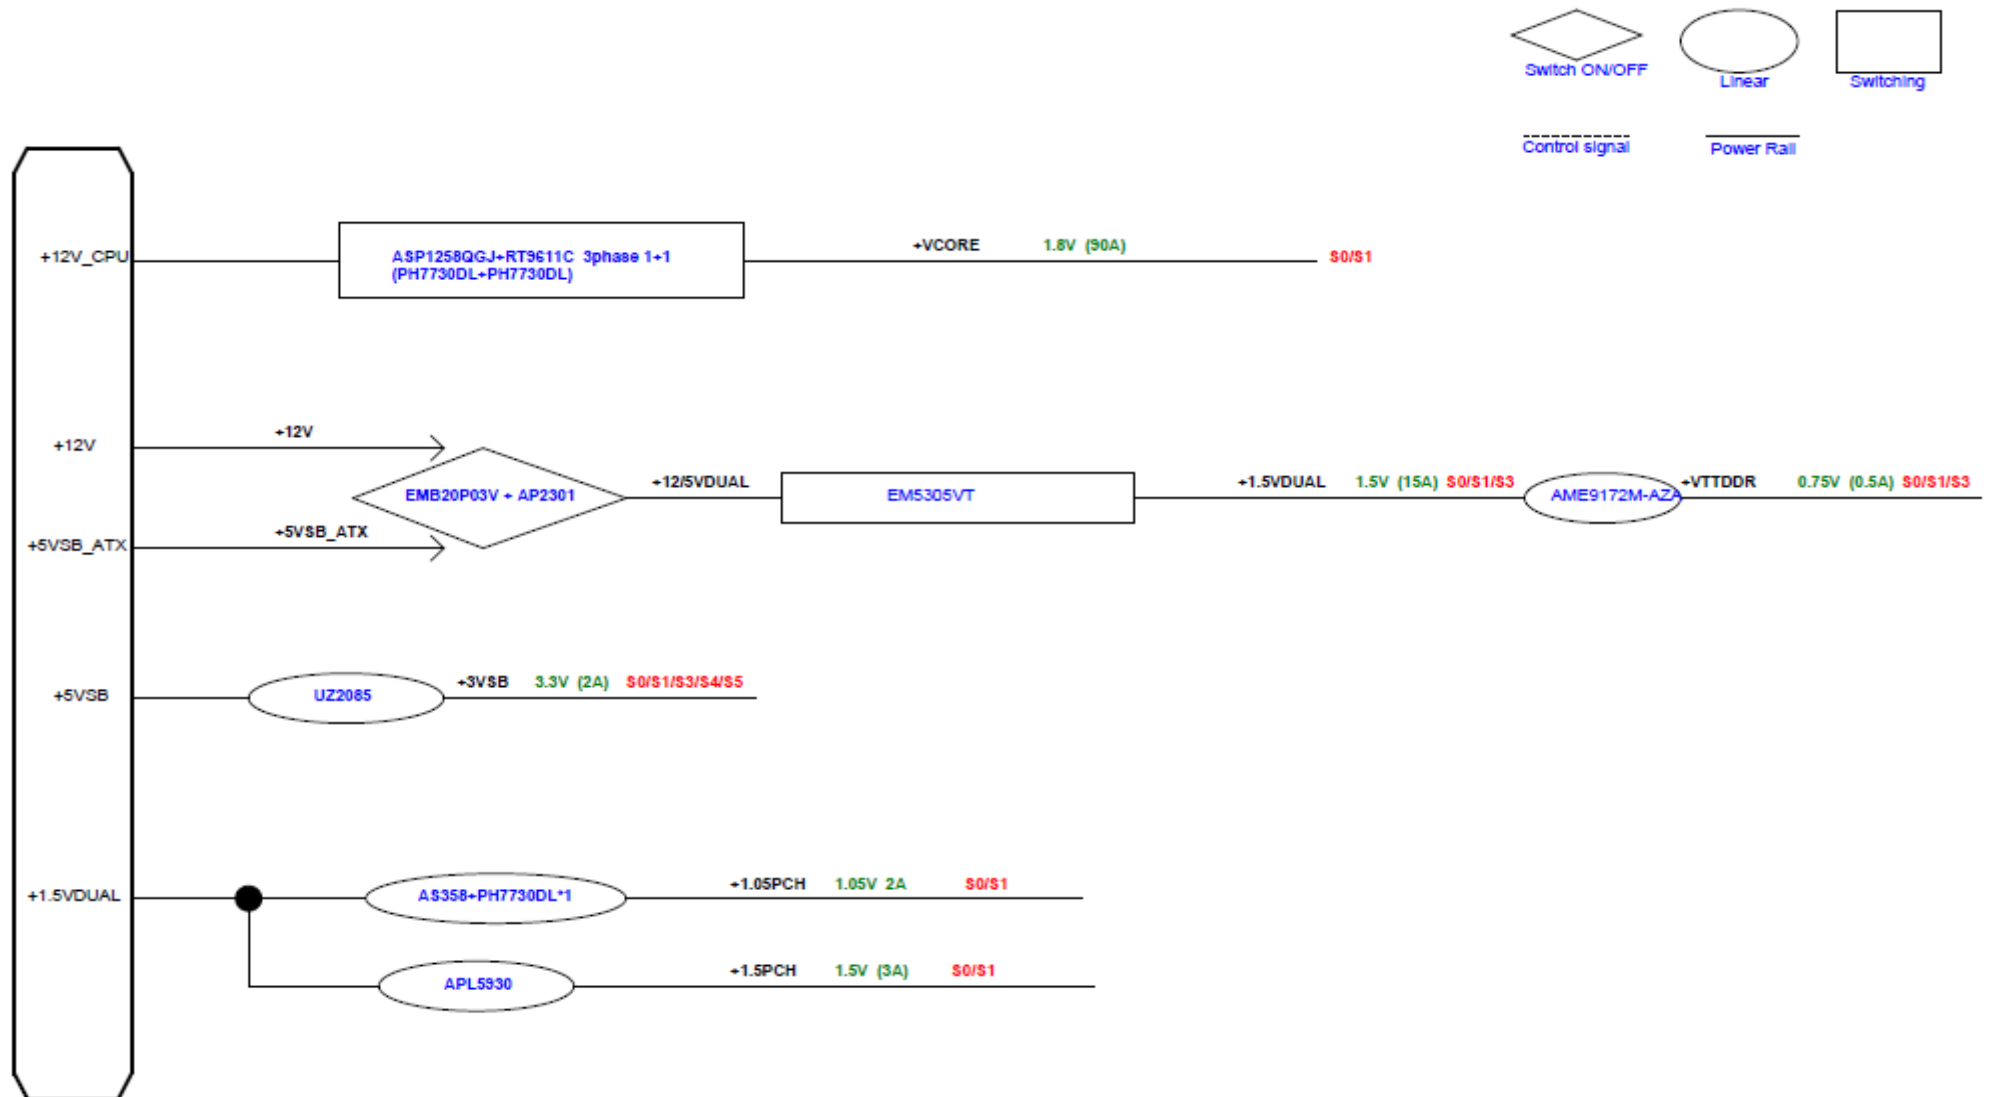 Switch ON/OFF
Linear
Switching
Control signal
Power Rail
+12V_CPU
ASP1258QGJ+RT9611C 3phase 1+1
(PH7730DL+PH7730DL)
+VCORE 1.8V (90A)
S0/S1
+12V
+12V
EMB20P03V + AP2301
+12/5VDUAL
EM5305VT
+1.5VDUAL 1.5V (15A) S0/S1/S3
AME9172M-AZA
+VTTDDR 0.75V (0.5A) S0/S1/S3
+5VSB_ATX
+5VSB_ATX
+5VSB
UZ2085
+3VSB 3.3V (2A) S0/S1/S3/S4/S5
+1.5VDUAL
AS358+PH7730DL*1
+1.05PCH 1.05V 2A S0/S1
APL5930
+1.5PCH 1.5V (3A) S0/S1